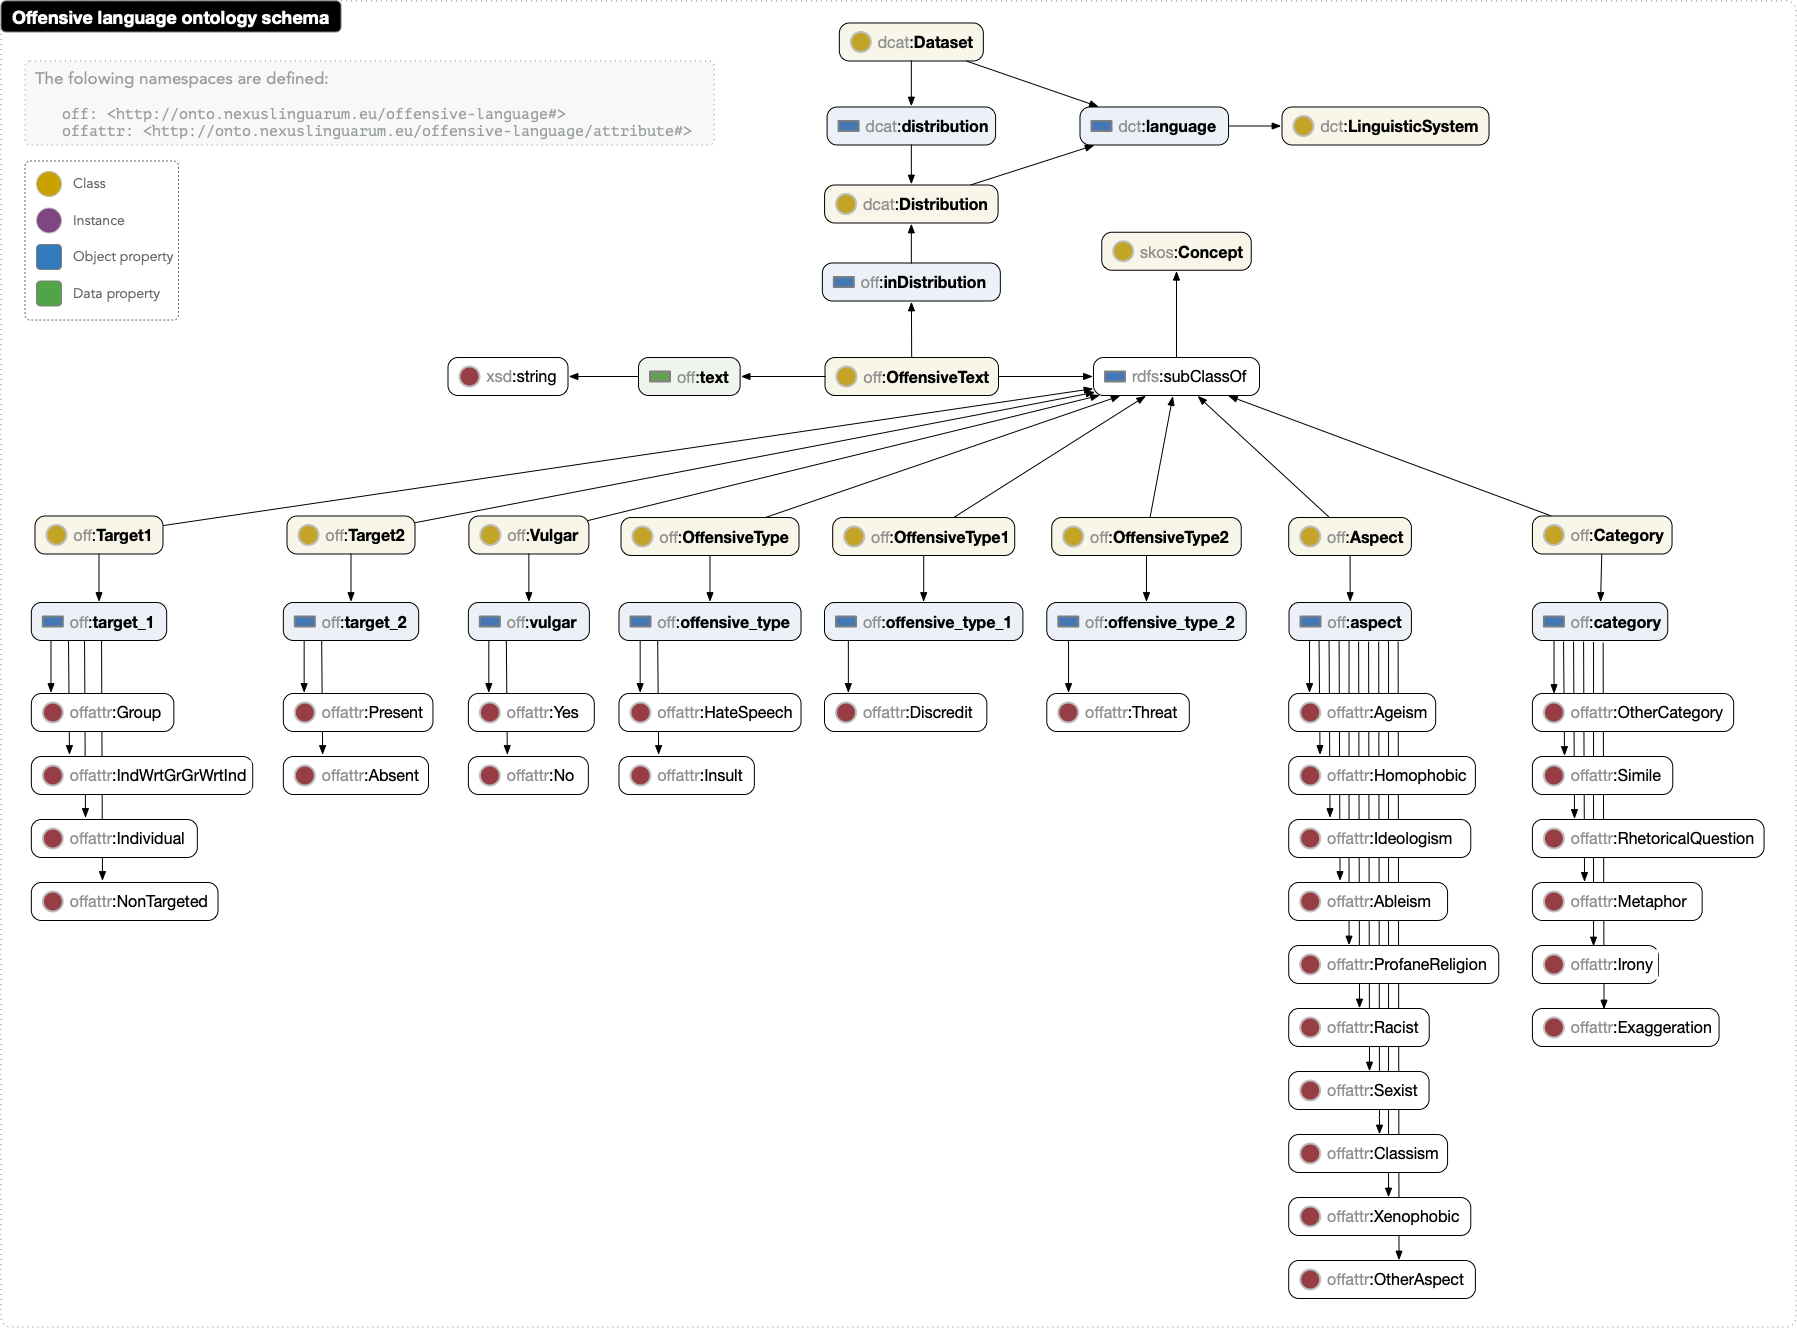 Offensive language ontology schema
The folowing namespaces are defined:
off: <http://onto.nexuslinguarum.eu/offensive-language#>
offattr: <http://onto.nexuslinguarum.eu/offensive-language/attribute#>
Class
Instance
Object property
Data property
dcat:Dataset
dcat:distribution
dct:language
dct:LinguisticSystem
dcat:Distribution
skos:Concept
off:inDistribution
xsd:string
off:text
off:OffensiveText
rdfs:subClassOf
off:Target1
off:Target2
off:Vulgar
off:OffensiveType
off:OffensiveType1
off:OffensiveType2
off:Aspect
off:Category
off:target_1
off:target_2
off:vulgar
off:offensive_type
off:offensive_type_1
off:offensive_type_2
off:aspect
off:category
offattr:Group
offattr:Present
offattr:Yes
offattr:HateSpeech
offattr:Discredit
offattr:Threat
offattr:Ageism
offattr:OtherCategory
offattr:IndWrtGrGrWrtInd
offattr:Absent
offattr:No
offattr:Insult
offattr:Homophobic
offattr:Simile
offattr:Individual
offattr:Ideologism
offattr:RhetoricalQuestion
offattr:NonTargeted
offattr:Ableism
offattr:Metaphor
offattr:ProfaneReligion
offattr:Irony
offattr:Racist
offattr:Exaggeration
offattr:Sexist
offattr:Classism
offattr:Xenophobic
offattr:OtherAspect